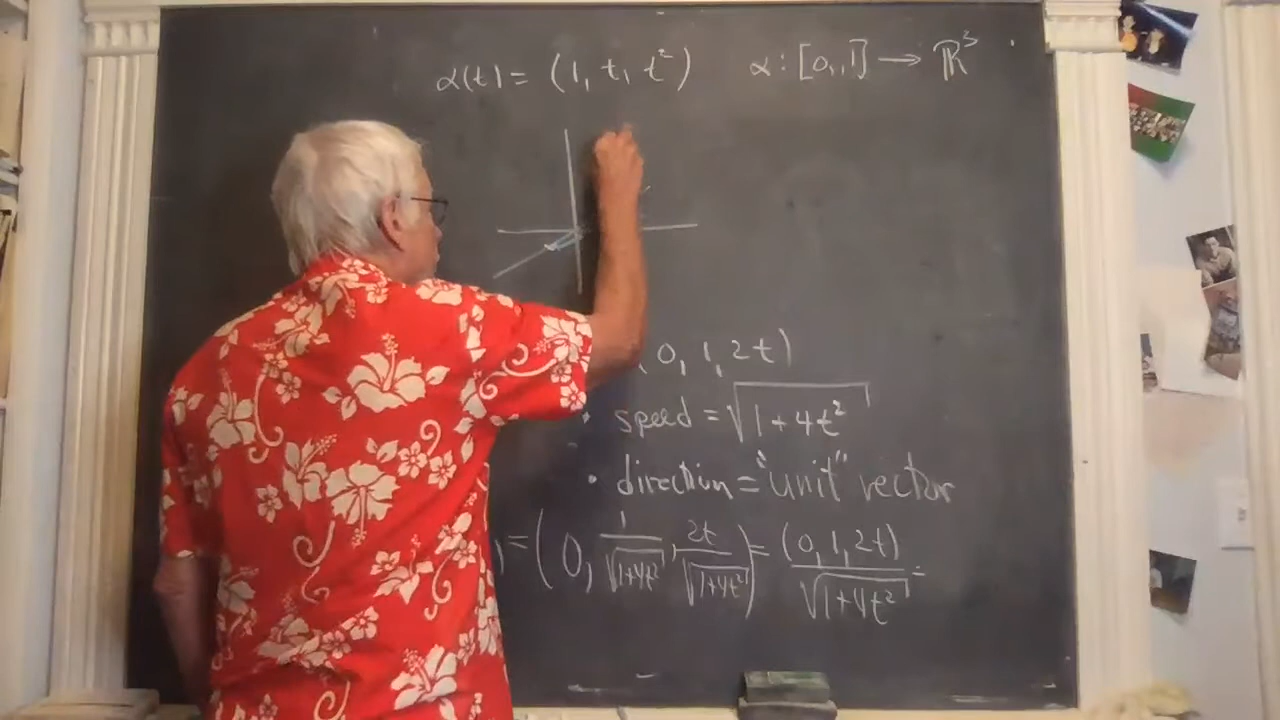 α(t) = (1, t, t²) α : [0, 1] → ℝ³
(0, 1, 2t)
• speed = √(1+4t²)
• direction = "unit" vector
) = (0, 1/√(1+4t²), 2t/√(1+4t²)) = (0, 1, 2t)/√(1+4t²) =